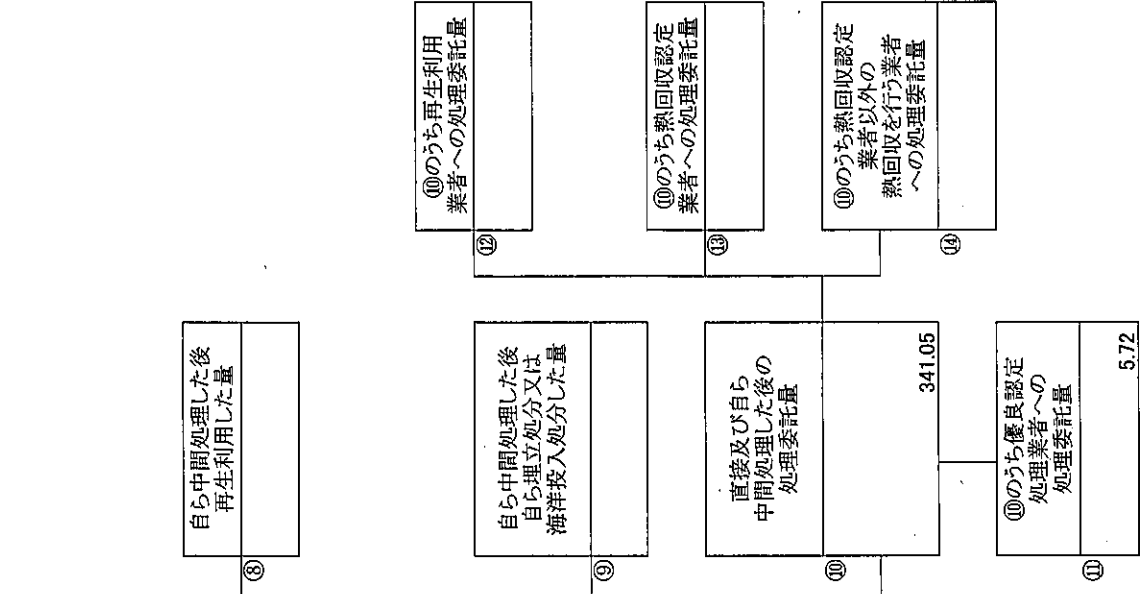 ⑧
自ら中間処理した後
再生利用した量
⑨
自ら中間処理した後
自ら埋立処分又は
海洋投入処分した量
⑩
直接及び自ら
中間処理した後の
処理委託量
341.05
⑪
⑩のうち優良認定
処理業者への
処理委託量
5.72
⑫
⑩のうち再生利用
業者への処理委託量
⑬
⑩のうち熱回収認定
業者への処理委託量
⑭
⑩のうち熱回収認定
業者以外の
熱回収を行う業者
への処理委託量